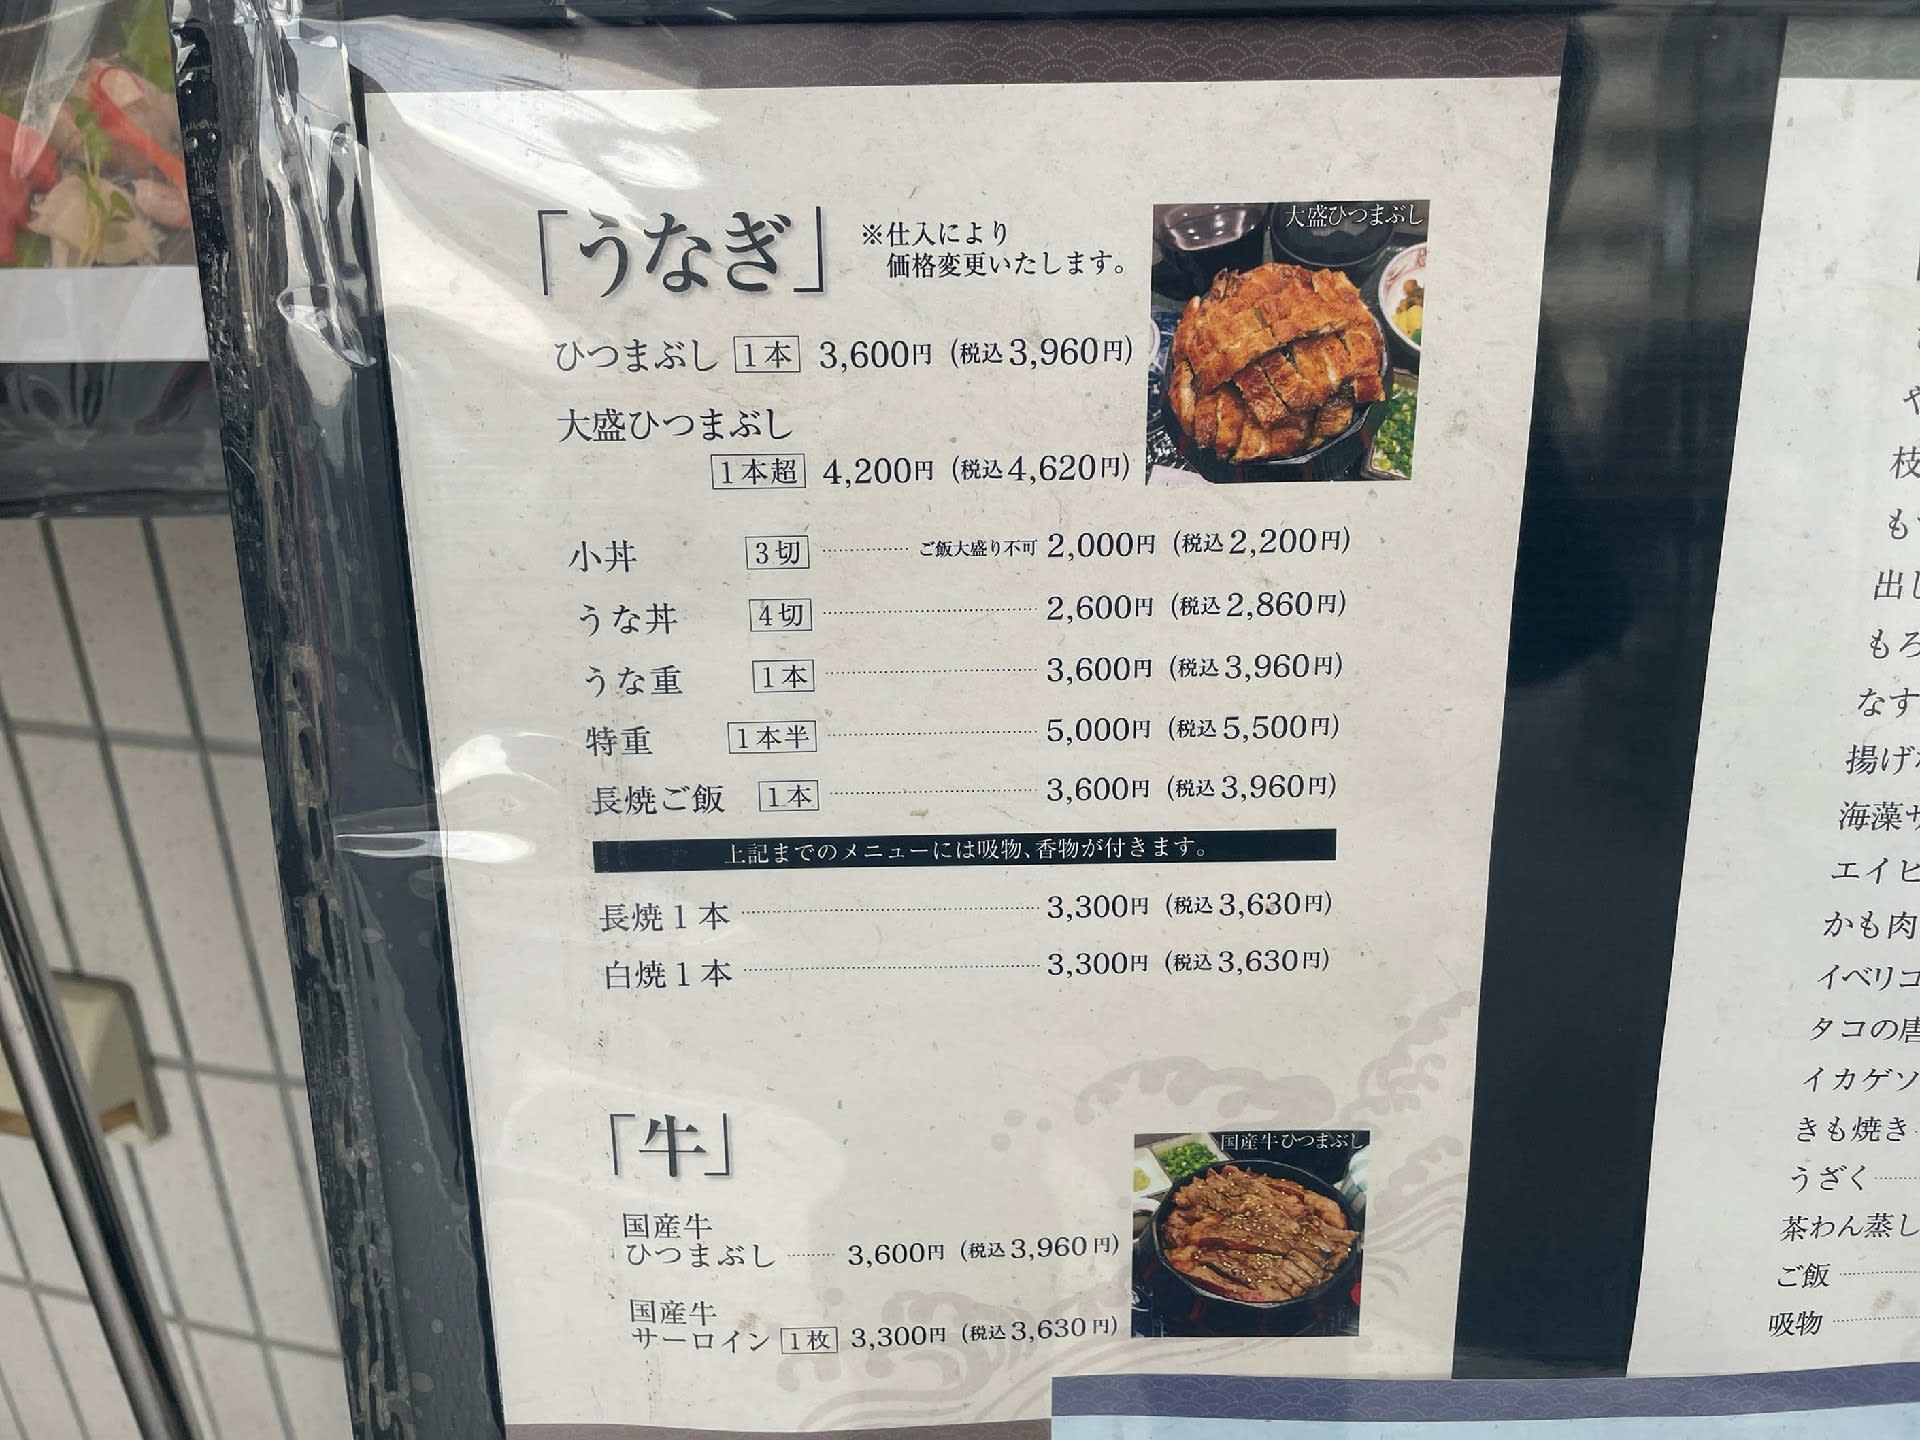 「うなぎ」
※仕入により
価格変更いたします。
大盛ひつまぶし
ひつまぶし 1本 3,600円 (税込3,960円)
大盛ひつまぶし
1本超 4,200円 (税込4,620円)
小丼 3切 ご飯大盛り不可 2,000円 (税込2,200円)
うな丼 4切 2,600円 (税込2,860円)
うな重 1本 3,600円 (税込3,960円)
特重 1本半 5,000円 (税込5,500円)
長焼ご飯 1本 3,600円 (税込3,960円)
上記までのメニューには吸物、香物が付きます。
長焼1本 3,300円 (税込3,630円)
白焼1本 3,300円 (税込3,630円)
「牛」
国産牛ひつまぶし
国産牛
ひつまぶし 3,600円 (税込3,960円)
国産牛
サーロイン 1枚 3,300円 (税込3,630円)
や
枝
も
出し
もろ
なす
揚げ
海藻サ
エイヒ
かも肉
イベリコ
タコの唐
イカゲソ
きも焼き
うざく
茶わん蒸し
ご飯
吸物